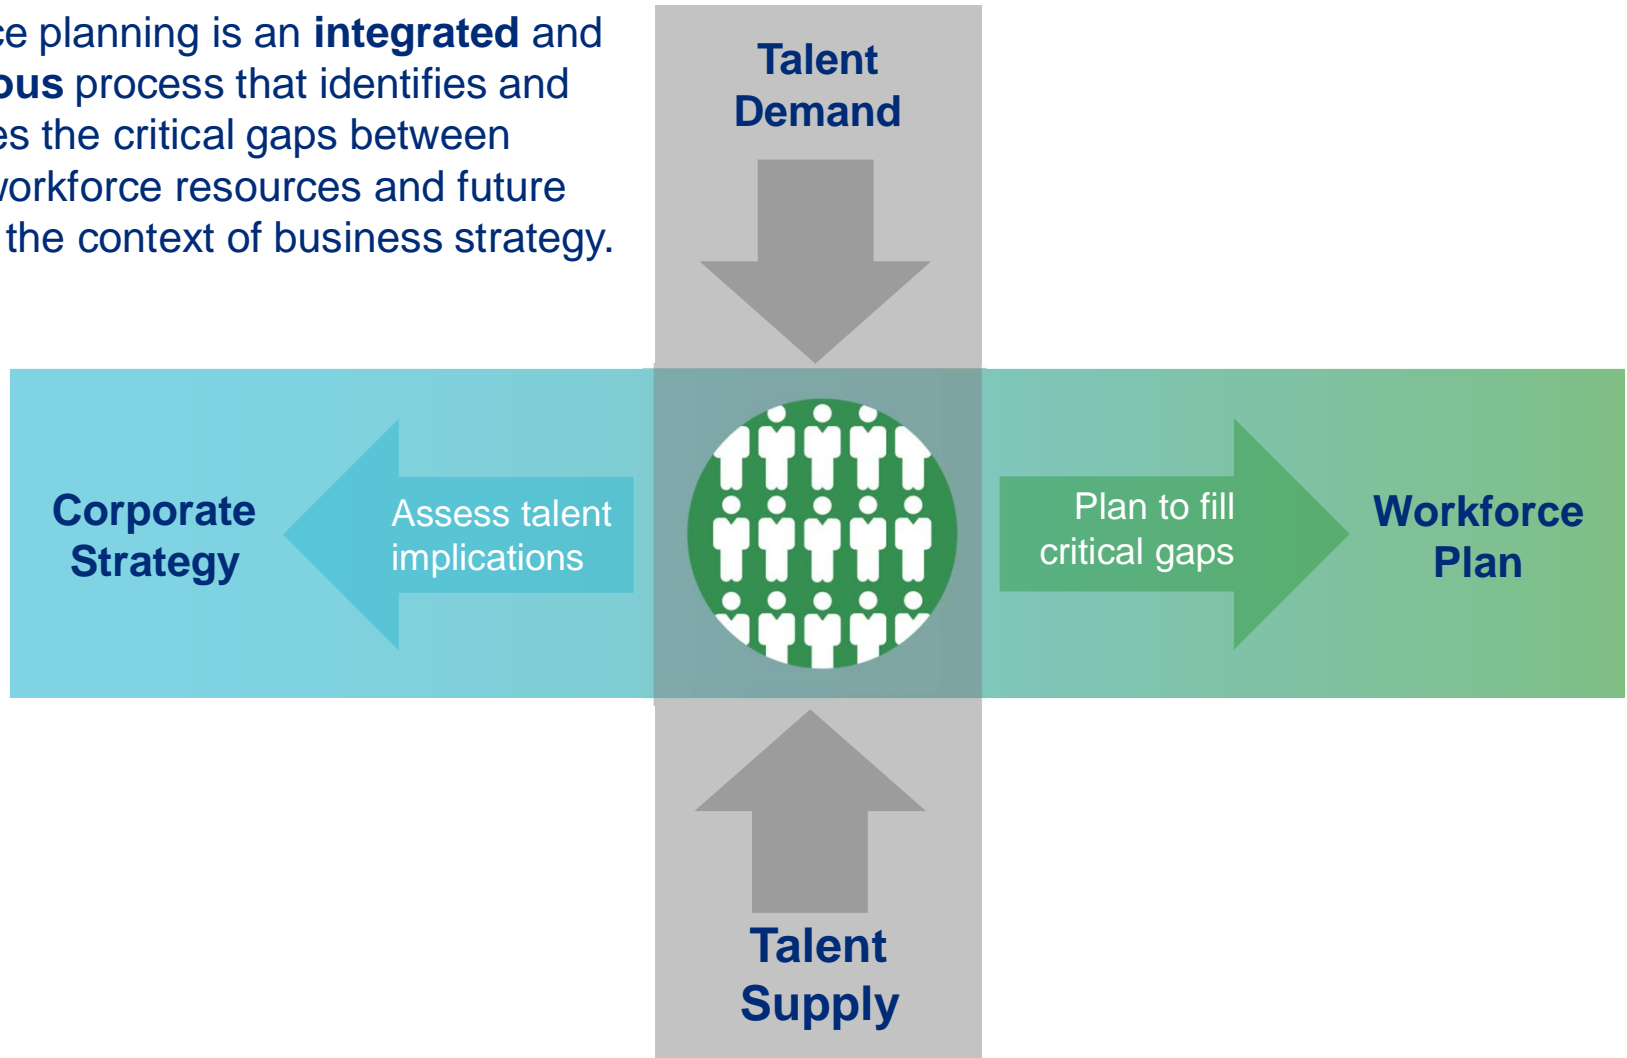 ce planning is an integrated and
ous process that identifies and
es the critical gaps between
workforce resources and future
the context of business strategy.
Talent
Demand
Corporate
Strategy
Assess talent
implications
Plan to fill
critical gaps
Workforce
Plan
Talent
Supply